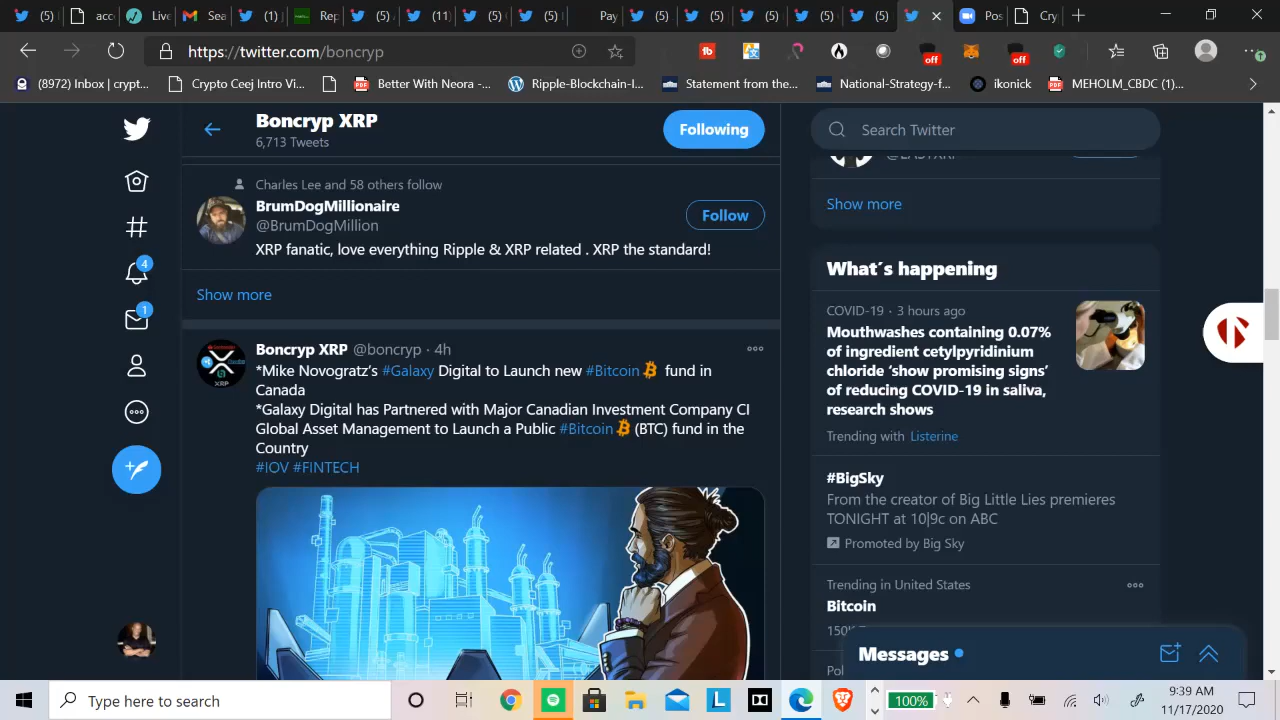 (5)
acc
Live
Sea
(1)
Rep
(5)
(11)
(5)
(5)
Pay
(5)
(5)
(5)
(5)
Pos
Cry
https://twitter.com/boncryp
off
off
(8972) Inbox | crypt...
Crypto Ceej Intro Vi...
PDF
Better With Neora -...
Ripple-Blockchain-I...
Statement from the...
National-Strategy-f...
ikonick
PDF
MEHOLM_CBDC (1)...
Boncryp XRP
6,713 Tweets
Following
Search Twitter
Charles Lee and 58 others follow
BrumDogMillionaire
@BrumDogMillion
Follow
XRP fanatic, love everything Ripple & XRP related . XRP the standard!
Show more
Boncryp XRP @boncryp · 4h
*Mike Novogratz’s #Galaxy Digital to Launch new #Bitcoin fund in
Canada
*Galaxy Digital has Partnered with Major Canadian Investment Company CI
Global Asset Management to Launch a Public #Bitcoin (BTC) fund in the
Country
#IOV #FINTECH
XRP
4
1
Show more
What´s happening
COVID-19 · 3 hours ago
Mouthwashes containing 0.07%
of ingredient cetylpyridinium
chloride ‘show promising signs’
of reducing COVID-19 in saliva,
research shows
Trending with Listerine
#BigSky
From the creator of Big Little Lies premieres
TONIGHT at 10|9c on ABC
Promoted by Big Sky
Trending in United States
Bitcoin
Messages
Type here to search
100%
9:39 AM
11/17/2020